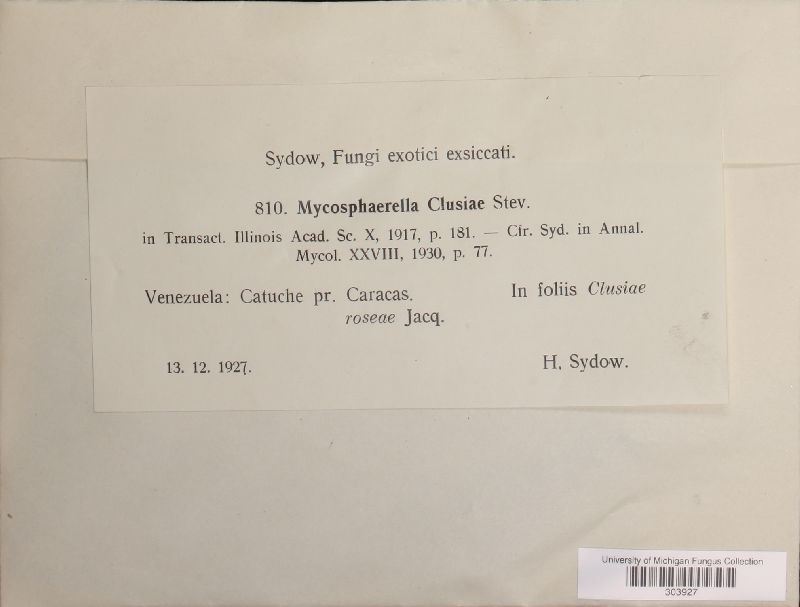 Sydow, Fungi exotici exsiccati.
810. Mycosphaerella Clusiae Stev.
in Transact. Illinois Acad. Sc. X, 1917, p. 181. — Cfr. Syd. in Annal.
Mycol. XXVIII, 1930, p. 77.
Venezuela: Catuche pr. Caracas. In foliis Clusiae
roseae Jacq.
13. 12. 1927. H. Sydow.
University of Michigan Fungus Collection
303927